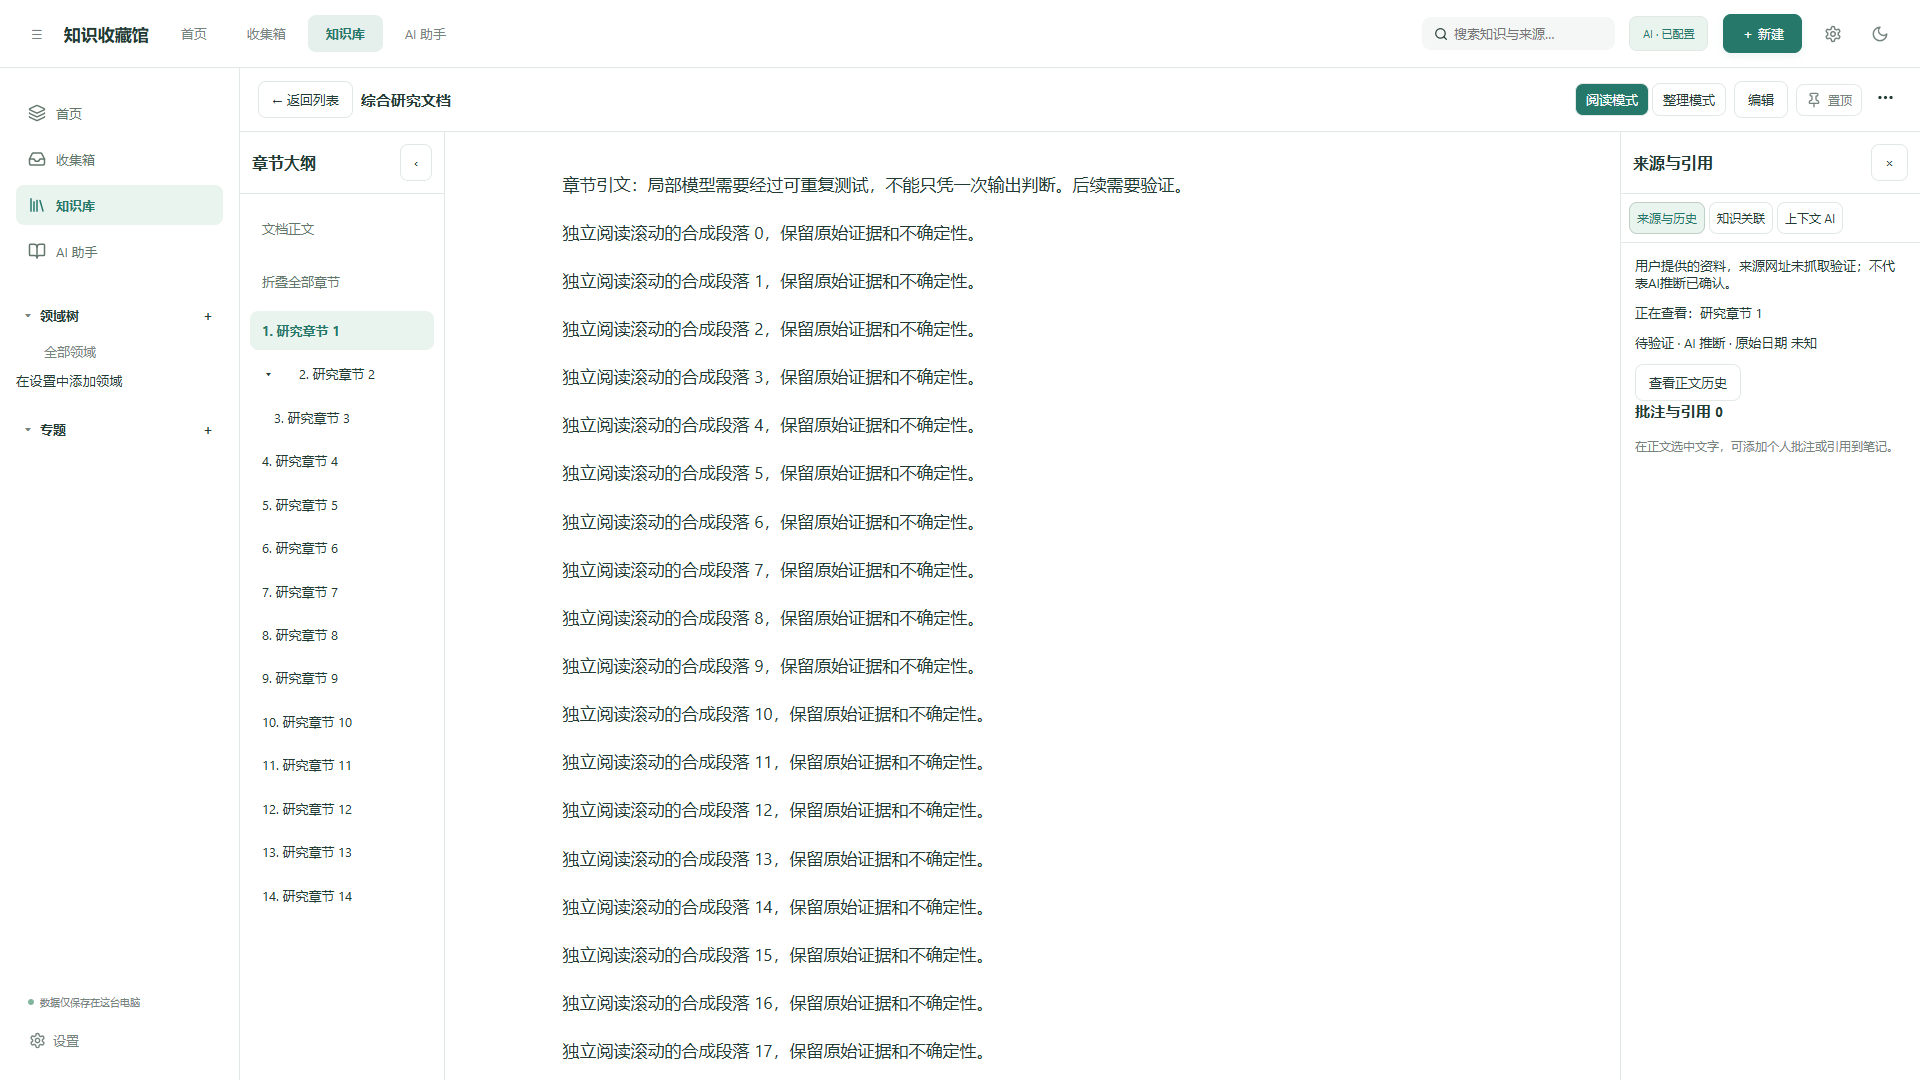 知识收藏馆
首页
收集箱
知识库
AI 助手
搜索知识与来源...
AI · 已配置
+ 新建
首页
收集箱
知识库
AI 助手
领域树 +
全部领域
在设置中添加领域
专题 +
数据仅保存在这台电脑
设置
← 返回列表 综合研究文档
阅读模式
整理模式
编辑
置顶
章节大纲
文档正文
折叠全部章节
1. 研究章节 1
2. 研究章节 2
3. 研究章节 3
4. 研究章节 4
5. 研究章节 5
6. 研究章节 6
7. 研究章节 7
8. 研究章节 8
9. 研究章节 9
10. 研究章节 10
11. 研究章节 11
12. 研究章节 12
13. 研究章节 13
14. 研究章节 14
章节引文：局部模型需要经过可重复测试，不能只凭一次输出判断。后续需要验证。
独立阅读滚动的合成段落 0，保留原始证据和不确定性。
独立阅读滚动的合成段落 1，保留原始证据和不确定性。
独立阅读滚动的合成段落 2，保留原始证据和不确定性。
独立阅读滚动的合成段落 3，保留原始证据和不确定性。
独立阅读滚动的合成段落 4，保留原始证据和不确定性。
独立阅读滚动的合成段落 5，保留原始证据和不确定性。
独立阅读滚动的合成段落 6，保留原始证据和不确定性。
独立阅读滚动的合成段落 7，保留原始证据和不确定性。
独立阅读滚动的合成段落 8，保留原始证据和不确定性。
独立阅读滚动的合成段落 9，保留原始证据和不确定性。
独立阅读滚动的合成段落 10，保留原始证据和不确定性。
独立阅读滚动的合成段落 11，保留原始证据和不确定性。
独立阅读滚动的合成段落 12，保留原始证据和不确定性。
独立阅读滚动的合成段落 13，保留原始证据和不确定性。
独立阅读滚动的合成段落 14，保留原始证据和不确定性。
独立阅读滚动的合成段落 15，保留原始证据和不确定性。
独立阅读滚动的合成段落 16，保留原始证据和不确定性。
独立阅读滚动的合成段落 17，保留原始证据和不确定性。
来源与引用
来源与历史
知识关联
上下文 AI
用户提供的资料，来源网址未抓取验证；不代
表AI推断已确认。
正在查看：研究章节 1
待验证 · AI 推断 · 原始日期 未知
查看正文历史
批注与引用 0
在正文选中文字，可添加个人批注或引用到笔记。